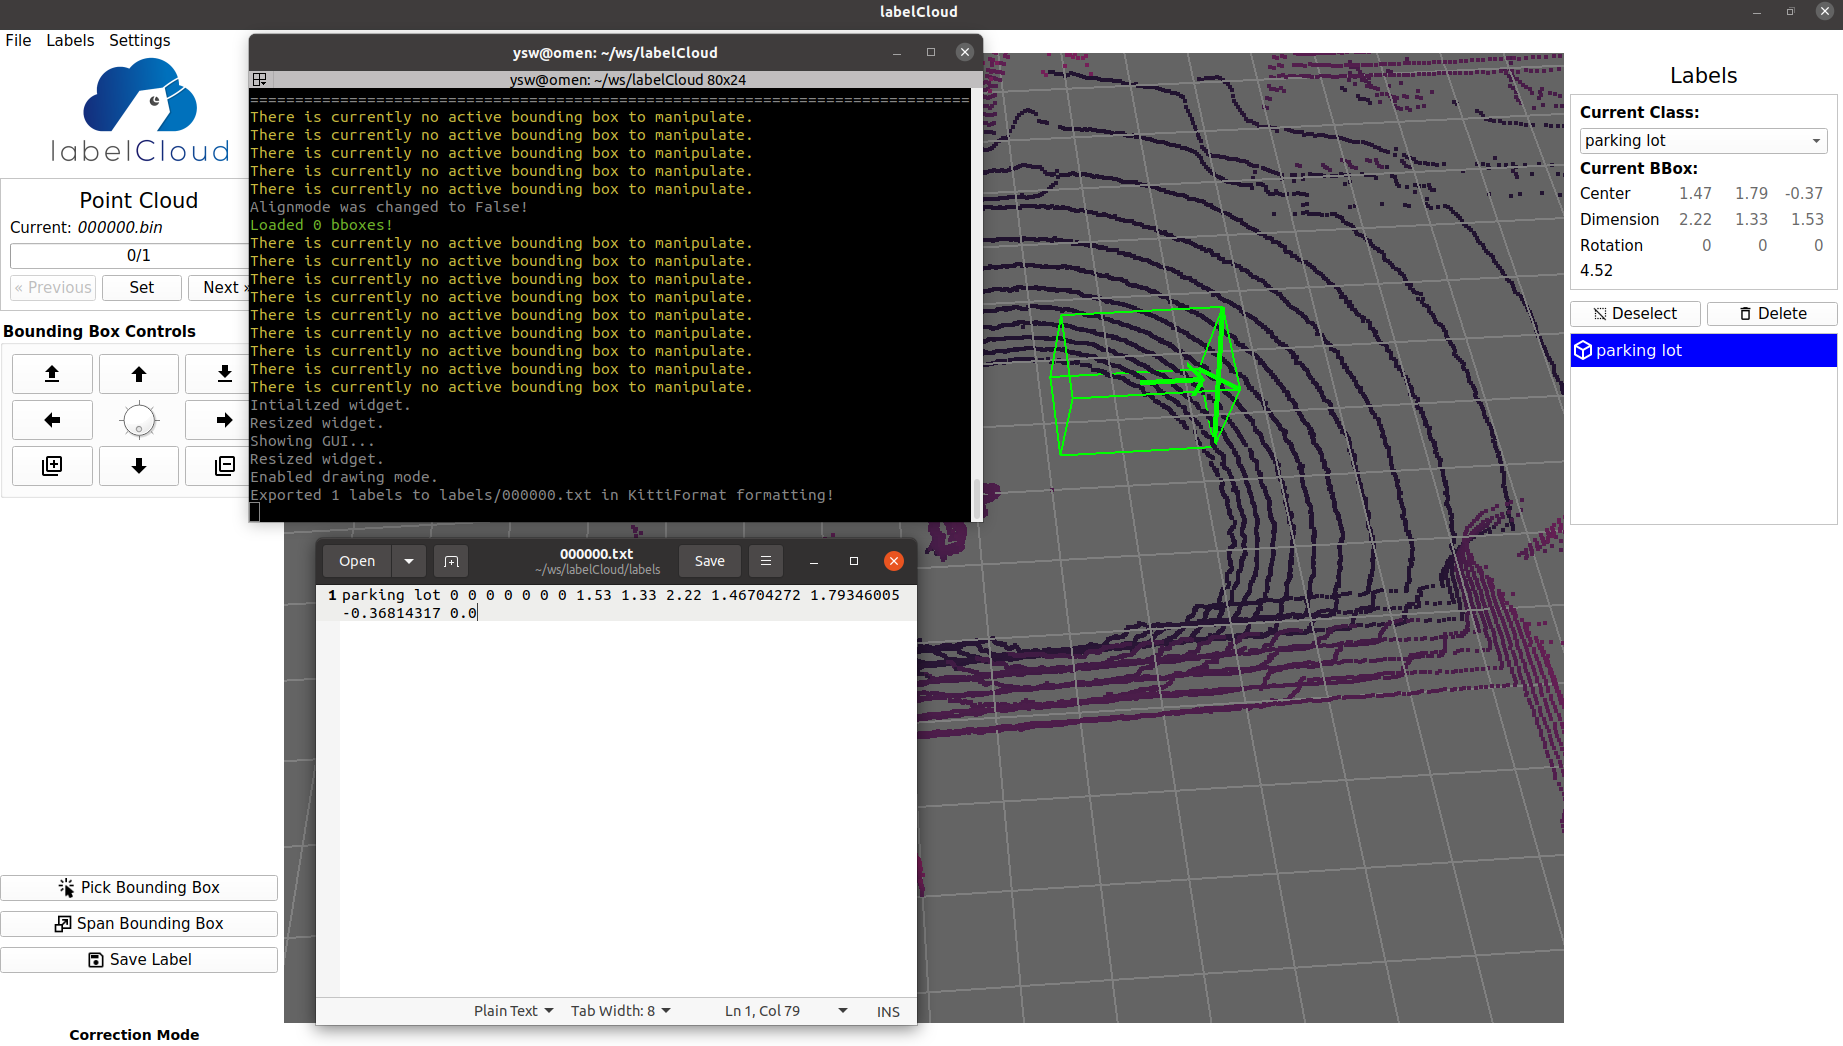 labelCloud
File Labels Settings
labelCloud
Point Cloud
Current: 000000.bin
0/1
« Previous
Set
Next »
Bounding Box Controls
Pick Bounding Box
Span Bounding Box
Save Label
Correction Mode
ysw@omen: ~/ws/labelCloud
ysw@omen: ~/ws/labelCloud 80x24
================================================================================
There is currently no active bounding box to manipulate.
There is currently no active bounding box to manipulate.
There is currently no active bounding box to manipulate.
There is currently no active bounding box to manipulate.
There is currently no active bounding box to manipulate.
Alignmode was changed to False!
Loaded 0 bboxes!
There is currently no active bounding box to manipulate.
There is currently no active bounding box to manipulate.
There is currently no active bounding box to manipulate.
There is currently no active bounding box to manipulate.
There is currently no active bounding box to manipulate.
There is currently no active bounding box to manipulate.
There is currently no active bounding box to manipulate.
There is currently no active bounding box to manipulate.
There is currently no active bounding box to manipulate.
Intialized widget.
Resized widget.
Showing GUI...
Resized widget.
Enabled drawing mode.
Exported 1 labels to labels/000000.txt in KittiFormat formatting!
Open
000000.txt
~/ws/labelCloud/labels
Save
1 parking lot 0 0 0 0 0 0 0 1.53 1.33 2.22 1.46704272 1.79346005
-0.36814317 0.0
Plain Text
Tab Width: 8
Ln 1, Col 79
INS
Labels
Current Class:
parking lot
Current BBox:
Center 1.47 1.79 -0.37
Dimension 2.22 1.33 1.53
Rotation 0 0 0
4.52
Deselect
Delete
parking lot